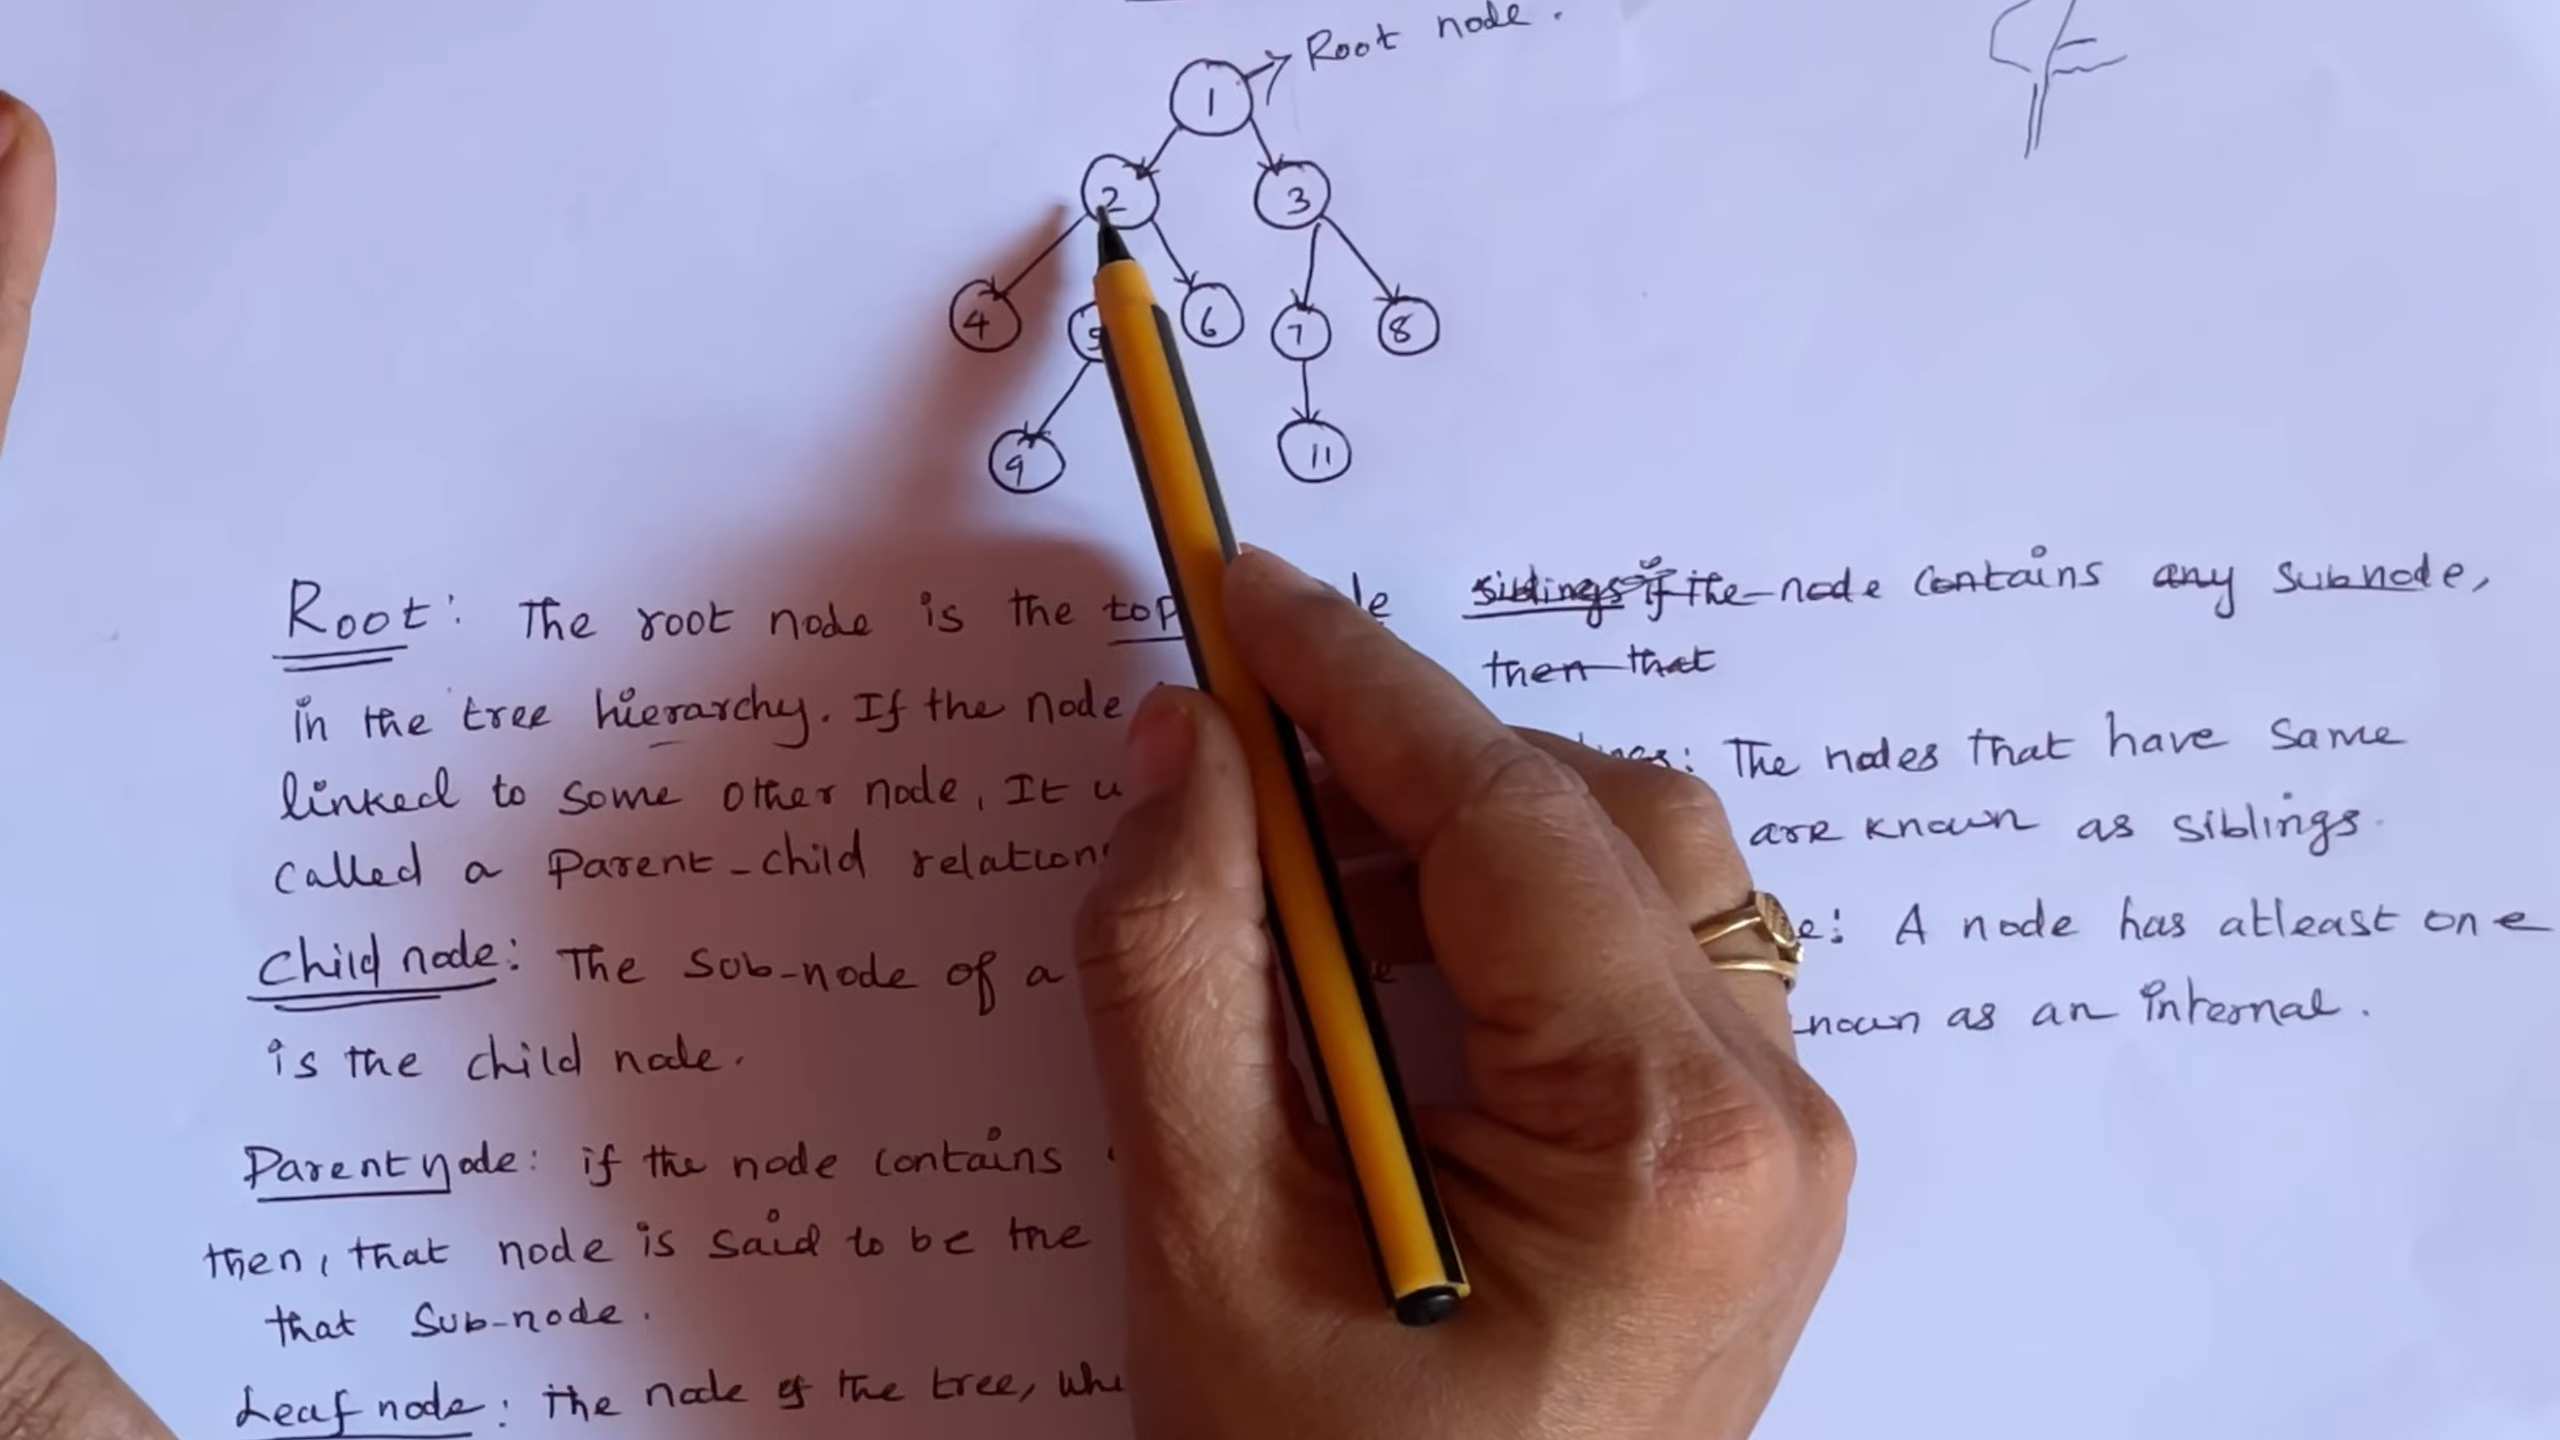 Root node.
1
2 3
4 5 6 7 8
9 11
Root: The root node is the top
in the tree hierarchy. If the node
linked to some other node, It
called a Parent-child
Child node: The sub-node of a
is the child node.
Parent node: if the node contains
then, that node is said to be the
that Sub-node.
Leaf node: The node of the tree,
siblings if the node contains any subnode,
then that
: The nodes that have same
are known as siblings.
: A node has atleast one
as an internal.